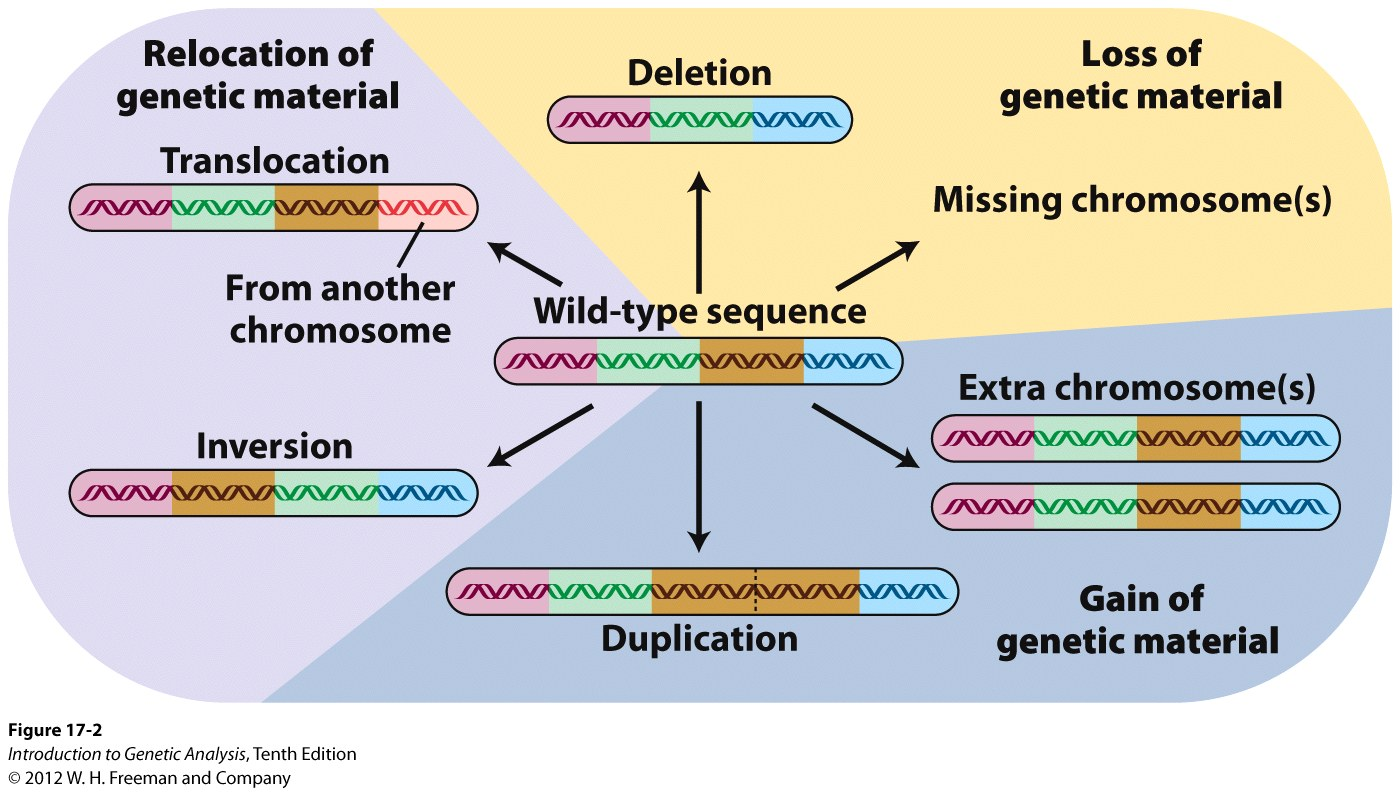 Relocation of
genetic material
Translocation
From another
chromosome
Inversion
Deletion
Loss of
genetic material
Missing chromosome(s)
Wild-type sequence
Extra chromosome(s)
Duplication
Gain of
genetic material
Figure 17-2
Introduction to Genetic Analysis, Tenth Edition
© 2012 W. H. Freeman and Company